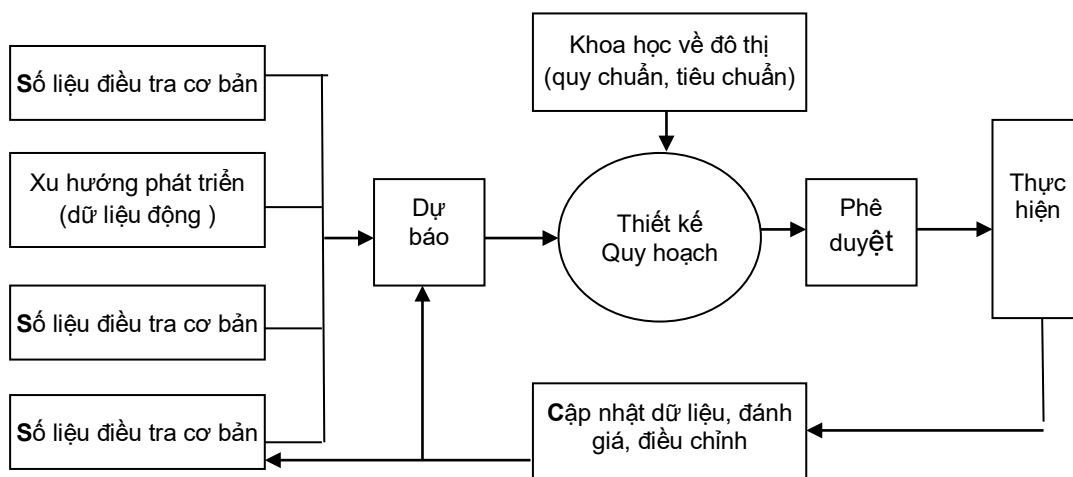 Số liệu điều tra cơ bản
Xu hướng phát triển
(dữ liệu động )
Số liệu điều tra cơ bản
Số liệu điều tra cơ bản
Dự
báo
Khoa học về đô thị
(quy chuẩn, tiêu chuẩn)
Thiết kế
Quy hoạch
Phê
duyệt
Thực
hiện
Cập nhật dữ liệu, đánh
giá, điều chỉnh